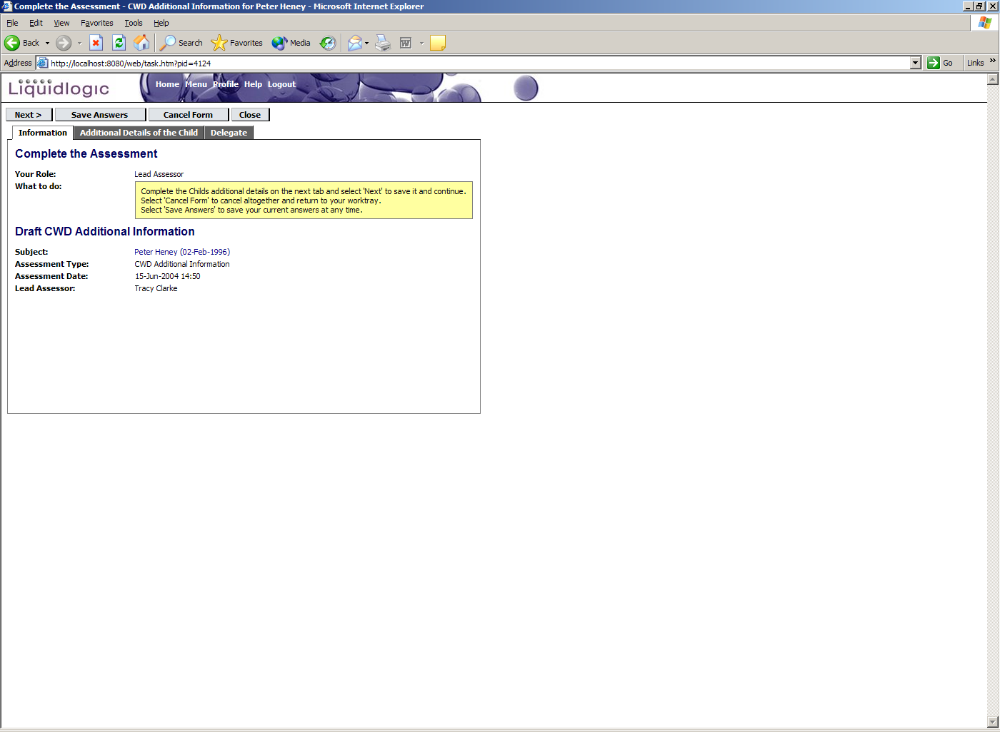 Complete the Assessment - CWD Additional Information for Peter Heney - Microsoft Internet Explorer
File Edit View Favorites Tools Help
Back Search Favorites Media
Address http://localhost:8080/web/task.htm?pid=4124 Go Links »
Liquidlogic Home Menu Profile Help Logout
Next > Save Answers Cancel Form Close
Information Additional Details of the Child Delegate
Complete the Assessment
Your Role: Lead Assessor
What to do:
Complete the Childs additional details on the next tab and select 'Next' to save it and continue.
Select 'Cancel Form' to cancel altogether and return to your worktray.
Select 'Save Answers' to save your current answers at any time.
Draft CWD Additional Information
Subject: Peter Heney (02-Feb-1996)
Assessment Type: CWD Additional Information
Assessment Date: 15-Jun-2004 14:50
Lead Assessor: Tracy Clarke